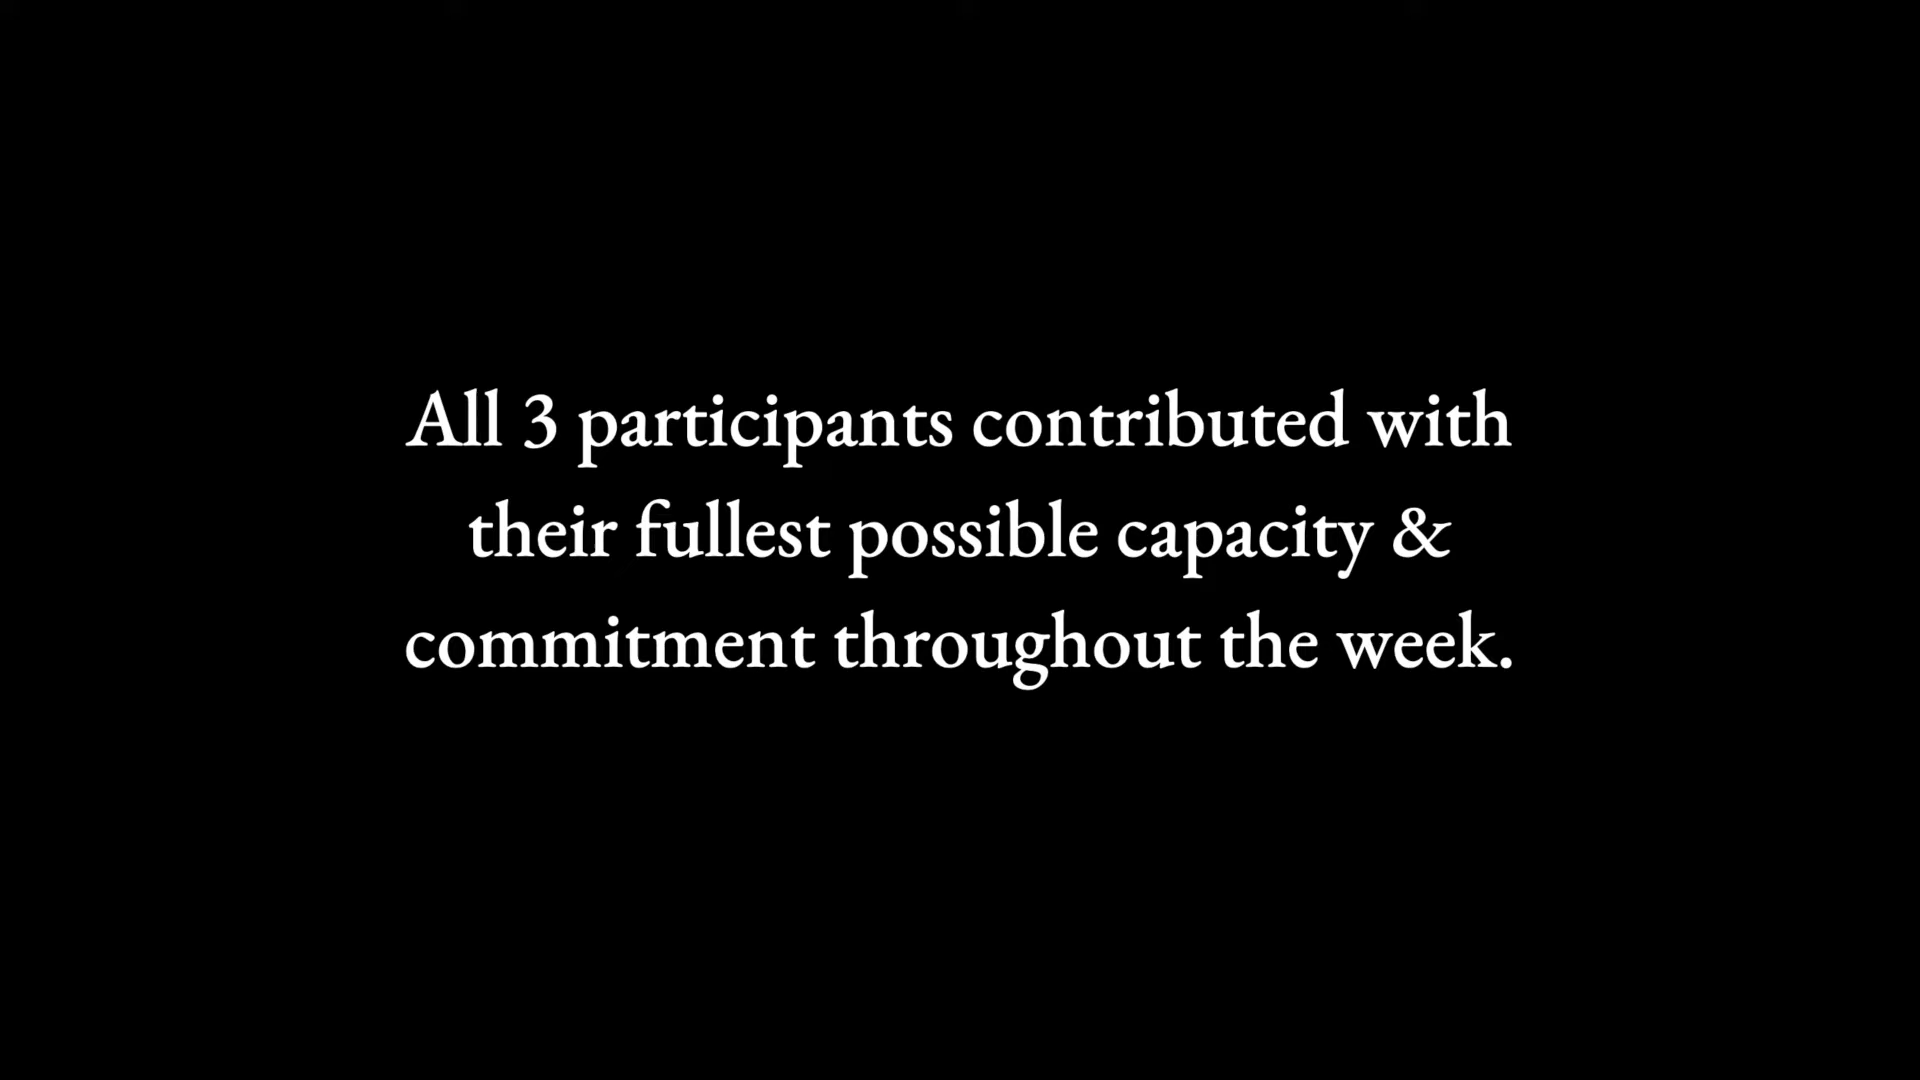 All 3 participants contributed with
their fullest possible capacity &
commitment throughout the week.